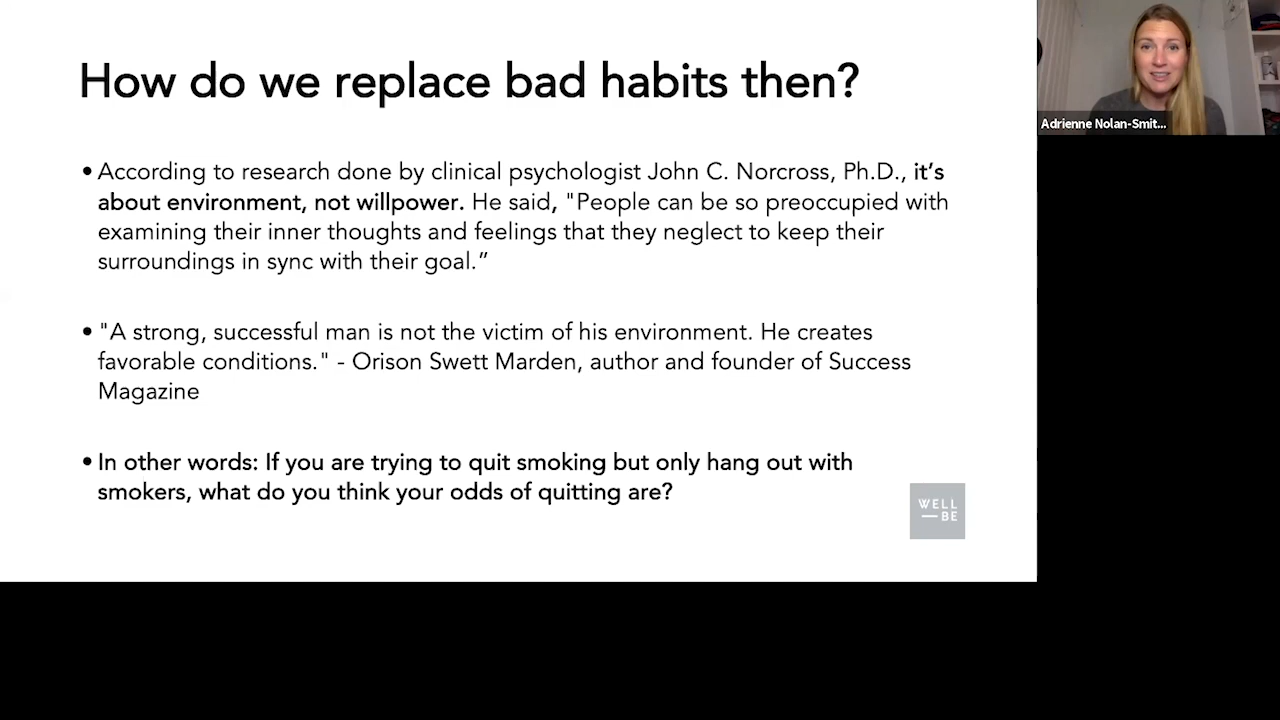 How do we replace bad habits then?
• According to research done by clinical psychologist John C. Norcross, Ph.D., it's
about environment, not willpower. He said, "People can be so preoccupied with
examining their inner thoughts and feelings that they neglect to keep their
surroundings in sync with their goal.”
• "A strong, successful man is not the victim of his environment. He creates
favorable conditions." - Orison Swett Marden, author and founder of Success
Magazine
• In other words: If you are trying to quit smoking but only hang out with
smokers, what do you think your odds of quitting are?
WELL
— BE
Adrienne Nolan-Smit...